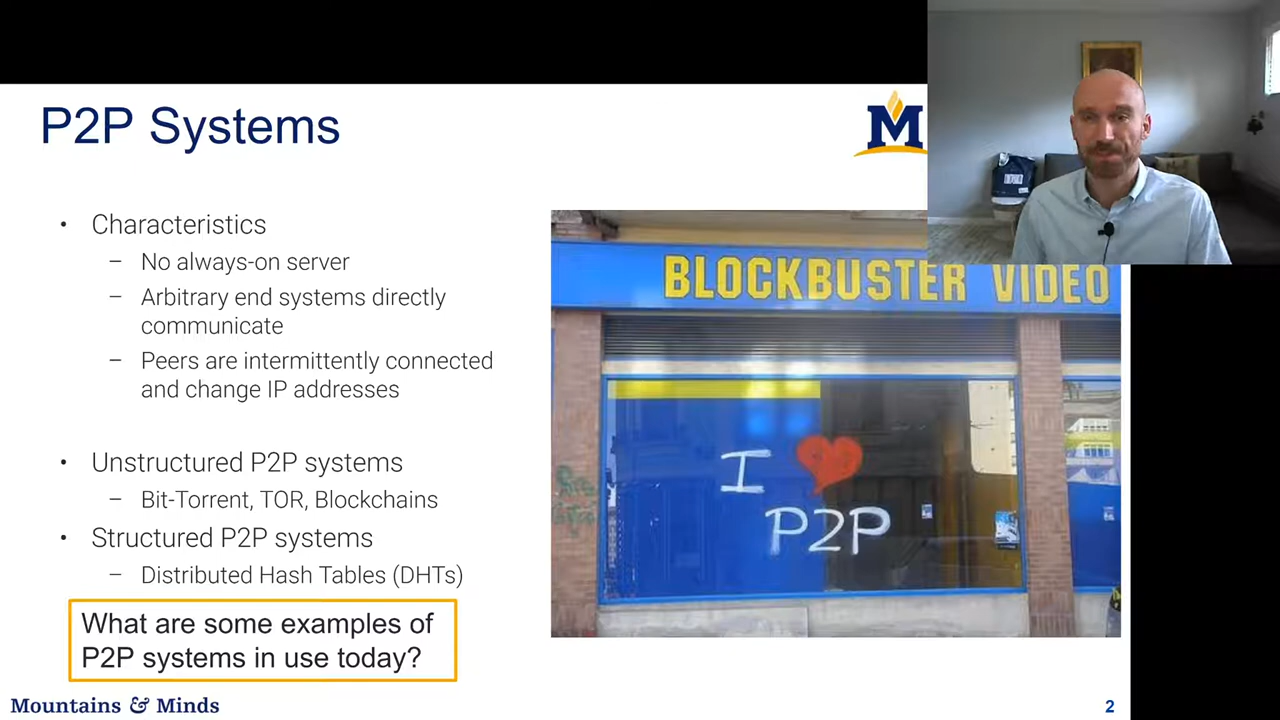 P2P Systems
M
• Characteristics
– No always-on server
– Arbitrary end systems directly
communicate
– Peers are intermittently connected
and change IP addresses
• Unstructured P2P systems
– Bit-Torrent, TOR, Blockchains
• Structured P2P systems
– Distributed Hash Tables (DHTs)
What are some examples of
P2P systems in use today?
BLOCKBUSTER VIDEO
I ❤
P2P
Mountains & Minds
2